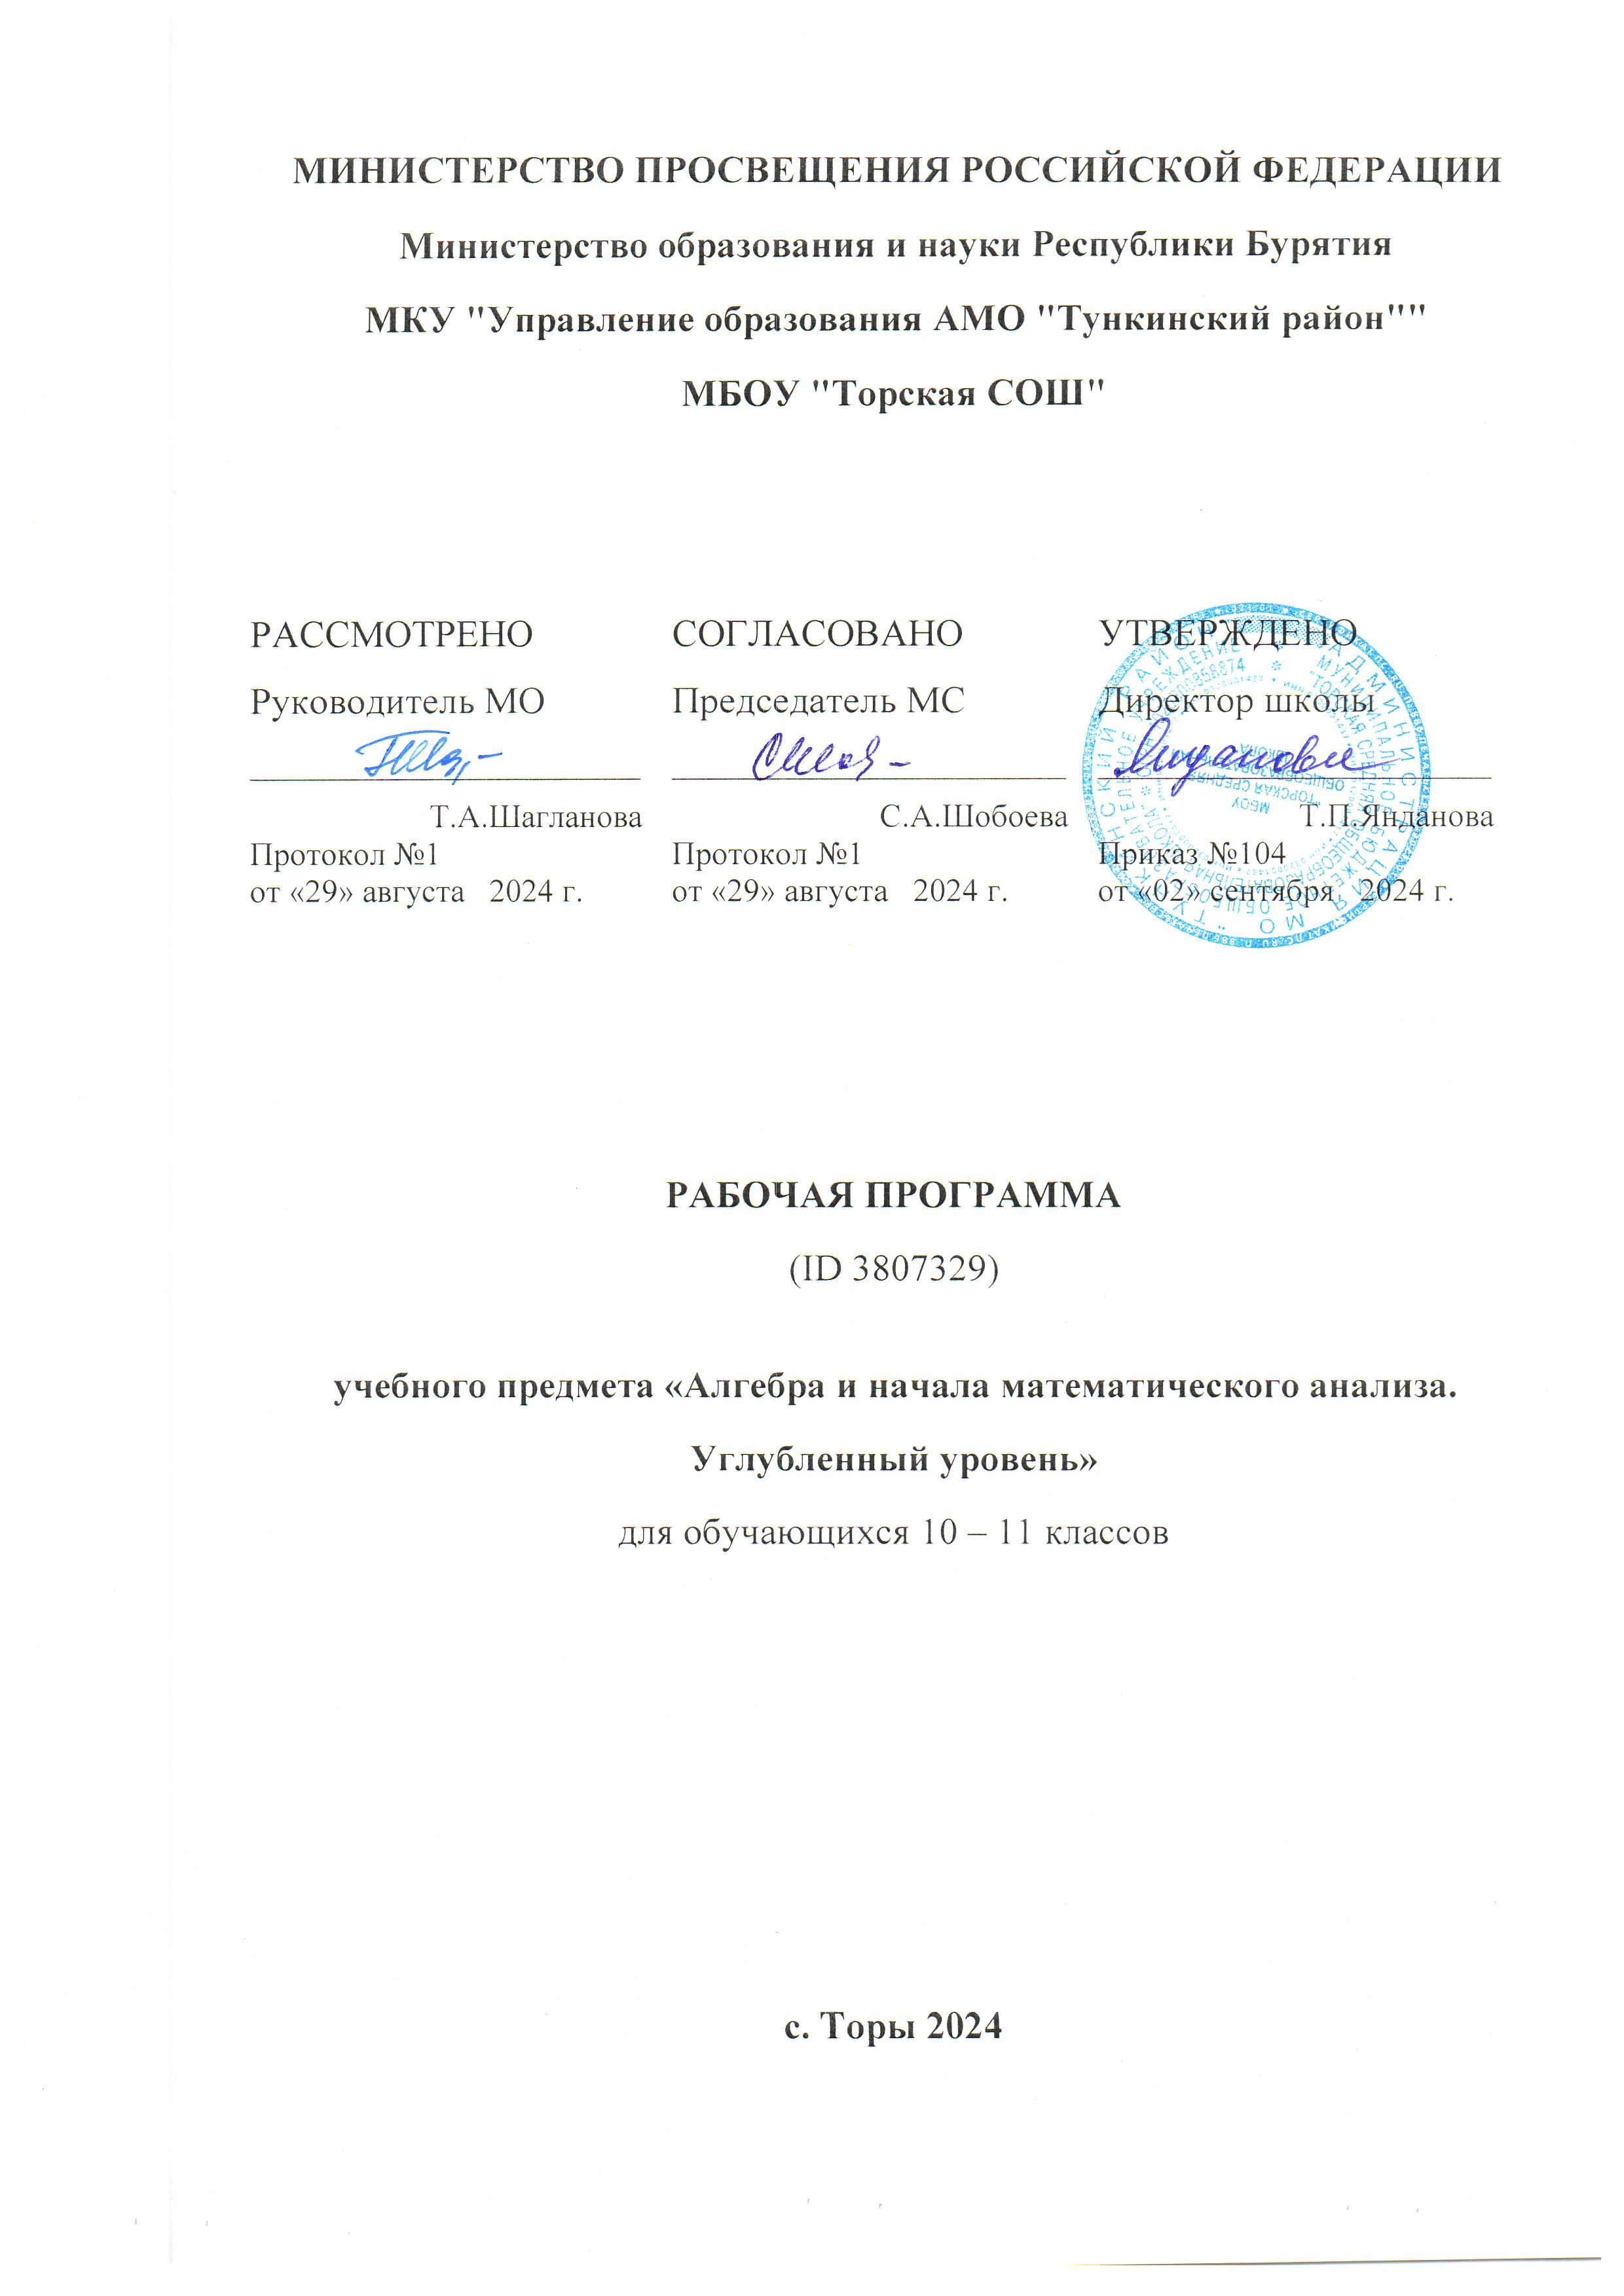 МИНИСТЕРСТВО ПРОСВЕЩЕНИЯ РОССИЙСКОЙ ФЕДЕРАЦИИ
Министерство образования и науки Республики Бурятия
МКУ "Управление образования АМО "Тункинский район""
МБОУ "Торская СОШ"
РАССМОТРЕНО
Руководитель МО
Т.А.Шагланова
Протокол №1
от «29» августа 2024 г.
СОГЛАСОВАНО
Председатель МС
С.А.Шобоева
Протокол №1
от «29» августа 2024 г.
УТВЕРЖДЕНО
Директор школы
Т.П.Янданова
Приказ №104
от «02» сентября 2024 г.
РАБОЧАЯ ПРОГРАММА
(ID 3807329)
учебного предмета «Алгебра и начала математического анализа.
Углубленный уровень»
для обучающихся 10 – 11 классов
с. Торы 2024